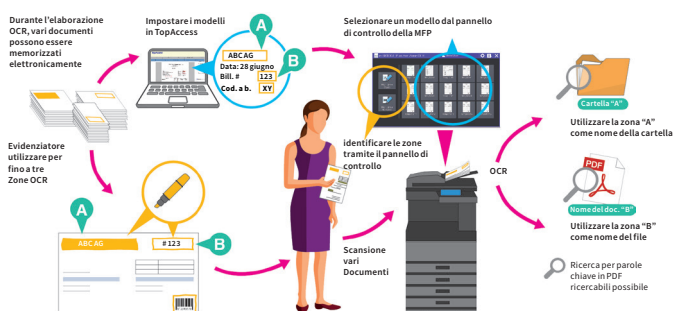 Durante l'elaborazione
OCR, vari documenti
possono essere
memorizzati
elettronicamente
Impostare i modelli
in TopAccess
A
ABC AG
Data: 28 giugno
Bill. # 123
B
Cod. a b. XY
Selezionare un modello dal pannello
di controllo della MFP
Cartella "A"
Utilizzare la zona "A"
come nome della cartella
Evidenziatore
utilizzare per
fino a tre
Zone OCR
identificare le zone
tramite il pannello di
controllo
OCR
PDF
Nome del doc. "B"
Utilizzare la zona "B"
come nome del file
A
ABC AG
# 123
B
Scansione
vari
Documenti
Ricerca per parole
chiave in PDF
ricercabili possibile